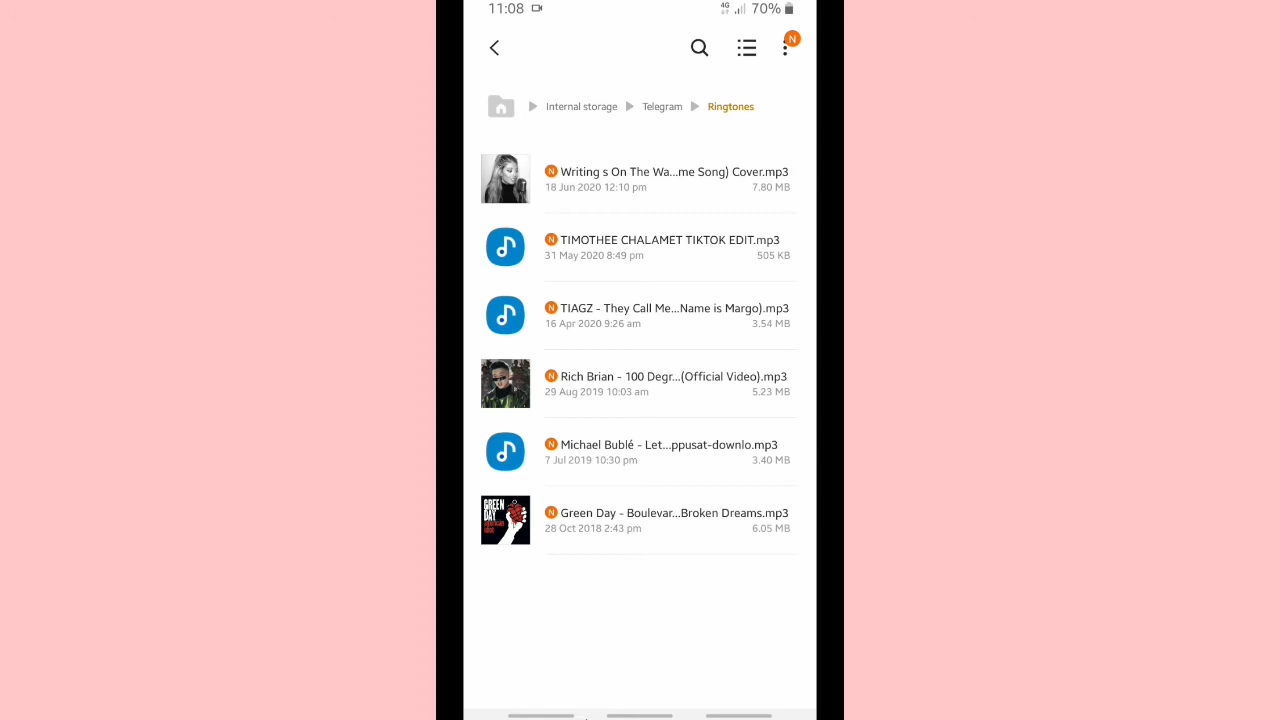 11:08 4G 70%
N
Internal storage Telegram Ringtones
N Writing s On The Wa...me Song) Cover.mp3
18 Jun 2020 12:10 pm 7.80 MB
N TIMOTHEE CHALAMET TIKTOK EDIT.mp3
31 May 2020 8:49 pm 505 KB
N TIAGZ - They Call Me...Name is Margo).mp3
16 Apr 2020 9:26 am 3.54 MB
N Rich Brian - 100 Degr...(Official Video).mp3
29 Aug 2019 10:03 am 5.23 MB
N Michael Bublé - Let...ppusat-downlo.mp3
7 Jul 2019 10:30 pm 3.40 MB
GREEN DAY
american idiot
N Green Day - Boulevar...Broken Dreams.mp3
28 Oct 2018 2:43 pm 6.05 MB